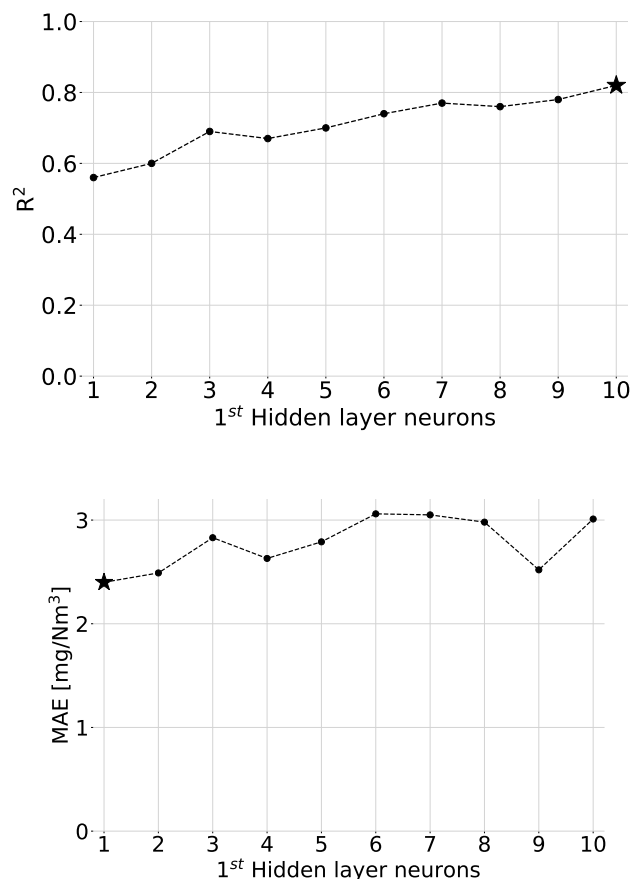 1.0
0.8
0.6
0.4
0.2
0.0
R²
1 2 3 4 5 6 7 8 9 10
1ˢᵗ Hidden layer neurons
3
2
1
0
MAE [mg/Nm³]
1 2 3 4 5 6 7 8 9 10
1ˢᵗ Hidden layer neurons